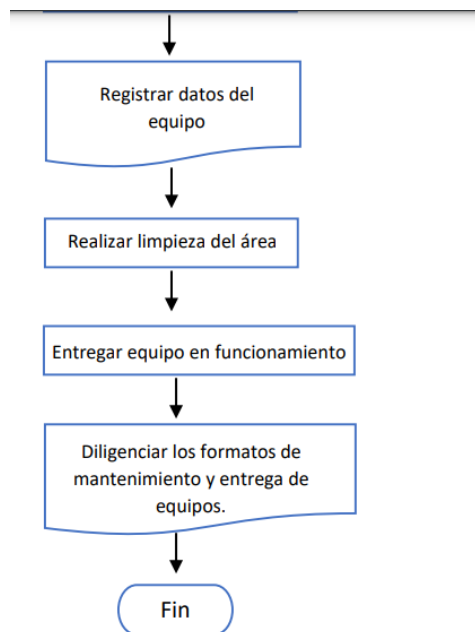 Registrar datos del
equipo
Realizar limpieza del área
Entregar equipo en funcionamiento
Diligenciar los formatos de
mantenimiento y entrega de
equipos.
Fin